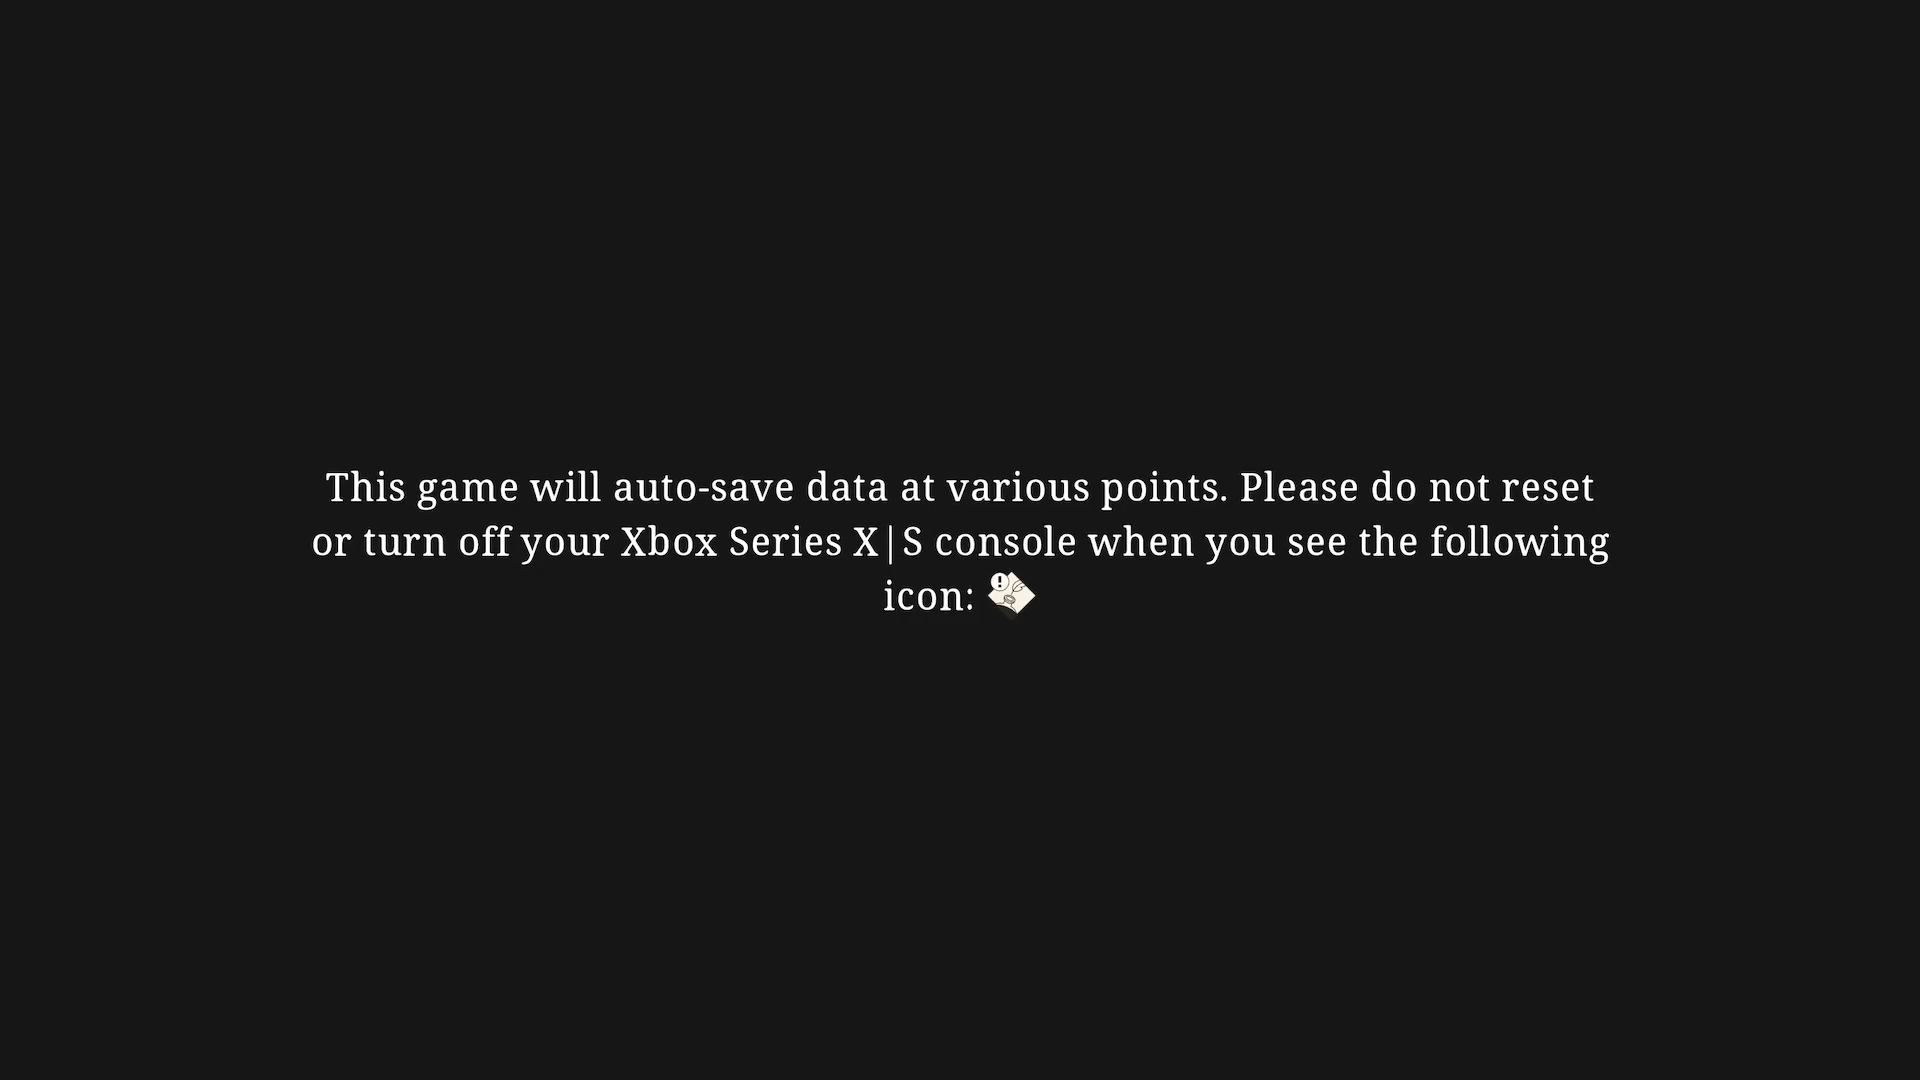 This game will auto-save data at various points. Please do not reset
or turn off your Xbox Series X|S console when you see the following
icon: